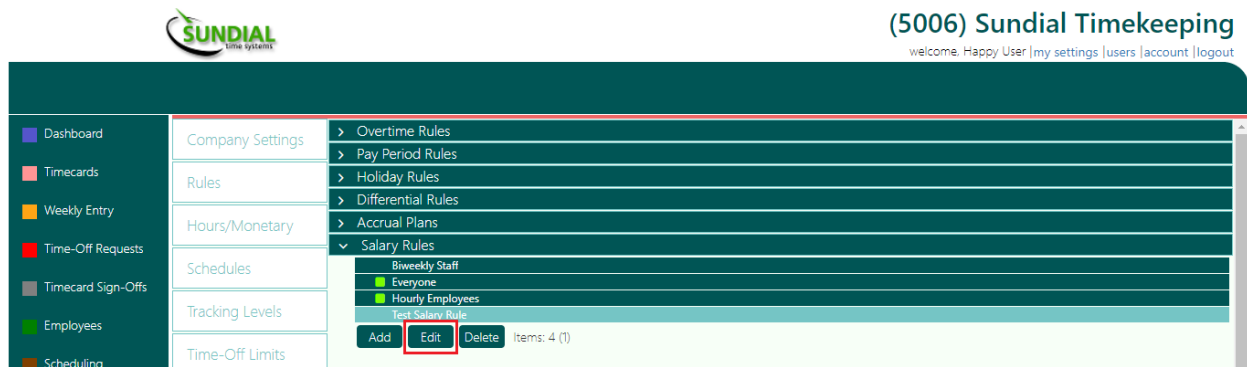 SUNDIAL
time systems
(5006) Sundial Timekeeping
welcome, Happy User |my settings |users |account |logout
Dashboard
Timecards
Weekly Entry
Time-Off Requests
Timecard Sign-Offs
Employees
Scheduling
Company Settings
Rules
Hours/Monetary
Schedules
Tracking Levels
Time-Off Limits
> Overtime Rules
> Pay Period Rules
> Holiday Rules
> Differential Rules
> Accrual Plans
Salary Rules
Biweekly Staff
Everyone
Hourly Employees
Test Salary Rule
Add Edit Delete Items: 4 (1)